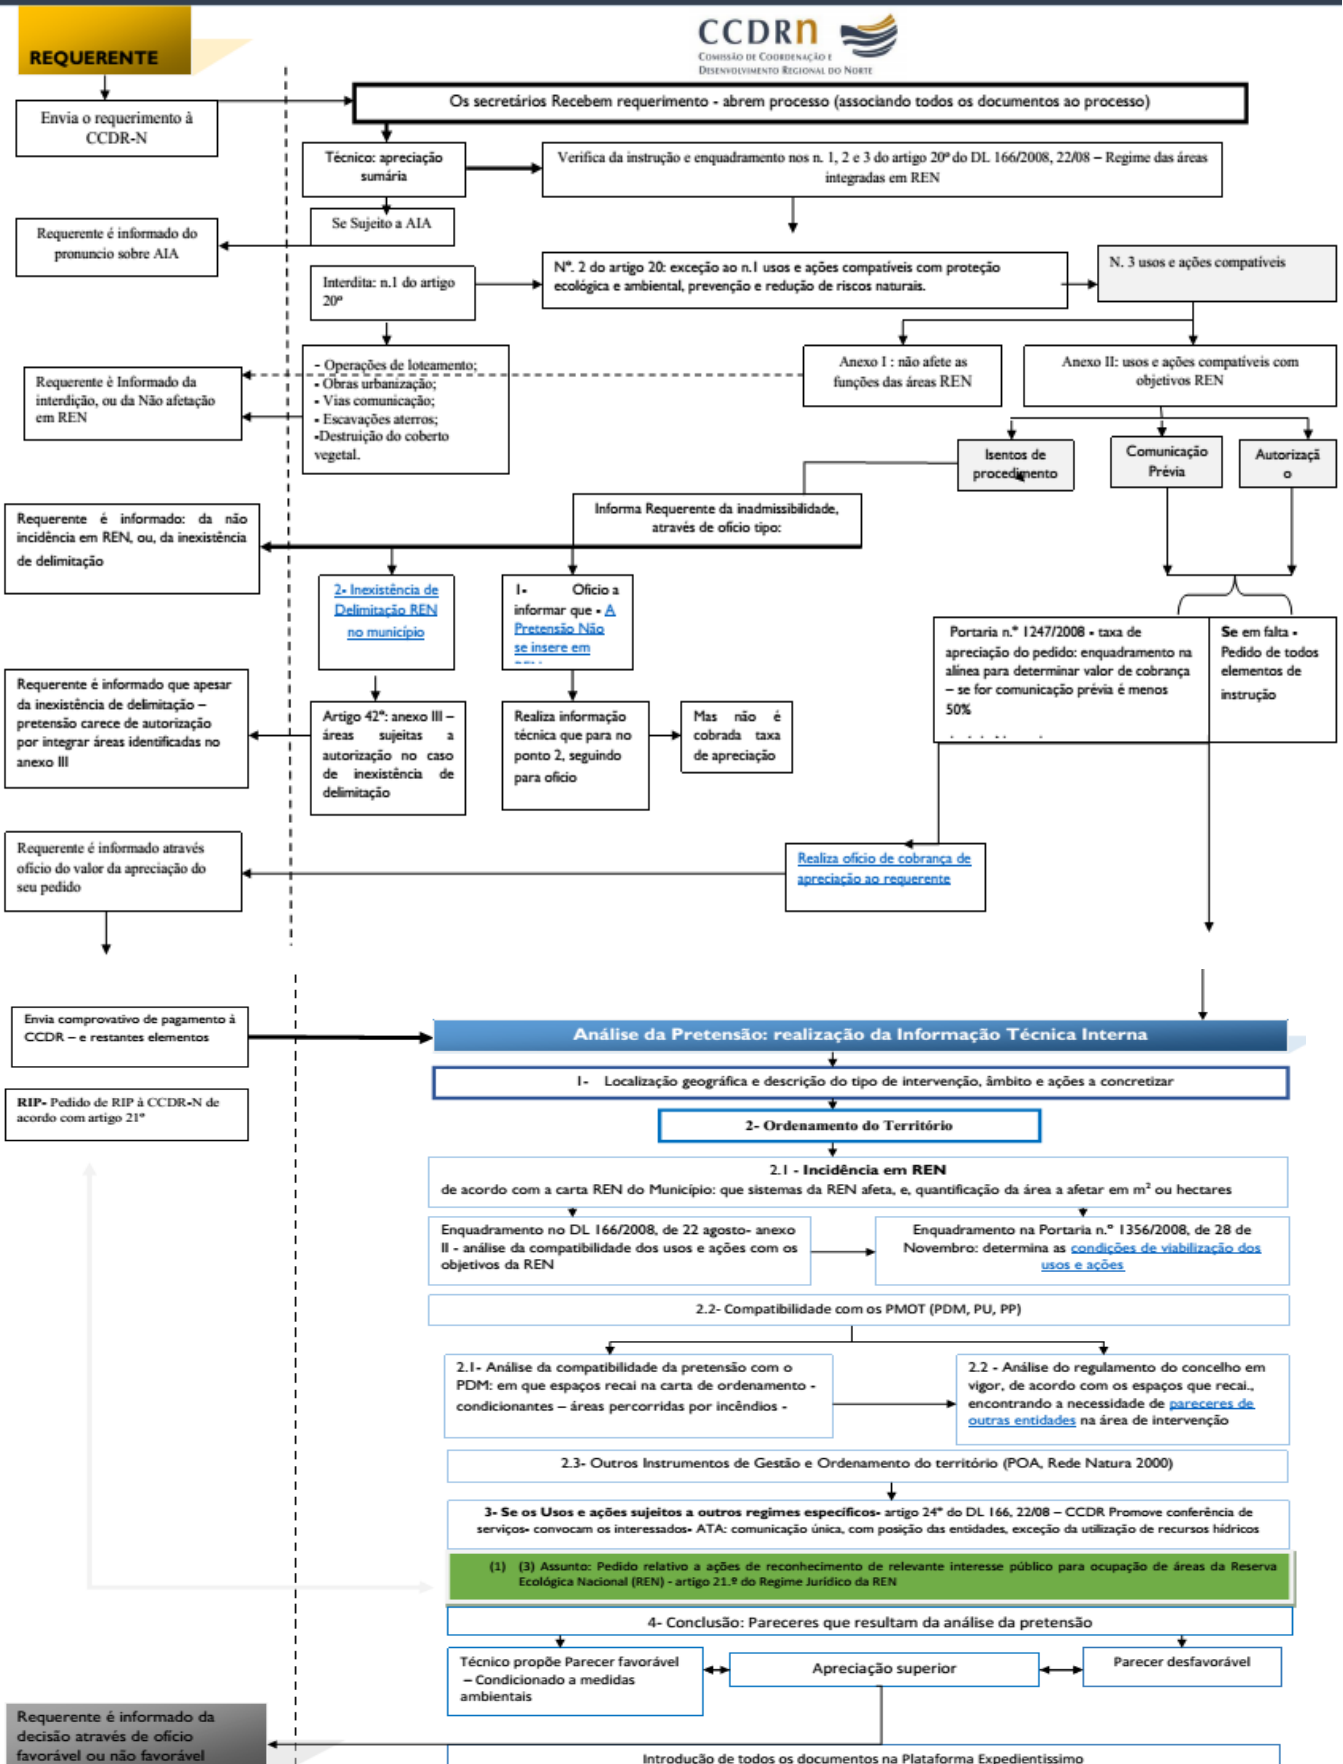 REQUERENTE
CCDRn
COMISSÃO DE COORDENAÇÃO E
DESENVOLVIMENTO REGIONAL DO NORTE
Envia o requerimento à
CCDR-N
Os secretários Recebem requerimento - abrem processo (associando todos os documentos ao processo)
Técnico: apreciação
sumária
Verifica da instrução e enquadramento nos n. 1, 2 e 3 do artigo 20º do DL 166/2008, 22/08 – Regime das áreas
integradas em REN
Se Sujeito a AIA
Requerente é informado do
pronuncio sobre AIA
Interdita: n.1 do artigo
20º
Nº. 2 do artigo 20: exceção ao n.1 usos e ações compatíveis com proteção
ecológica e ambiental, prevenção e redução de riscos naturais.
N. 3 usos e ações compatíveis
Requerente è Informado da
interdição, ou da Não afetação
em REN
- Operações de loteamento;
- Obras urbanização;
- Vias comunicação;
- Escavações aterros;
-Destruição do coberto
vegetal.
Anexo I : não afete as
funções das áreas REN
Anexo II: usos e ações compatíveis com
objetivos REN
Isentos de
procedimento
Comunicação
Prévia
Autorizaçã
o
Informa Requerente da inadmissibilidade,
através de ofício tipo:
Requerente é informado: da não
incidência em REN, ou, da inexistência
de delimitação
2- Inexistência de
Delimitação REN
no município
1- Oficio a
informar que - A
Pretensão Não
se insere em
Portaria n.º 1247/2008 - taxa de
apreciação do pedido: enquadramento na
alínea para determinar valor de cobrança
– se for comunicação prévia é menos
50%
Se em falta -
Pedido de todos
elementos de
instrução
Requerente é informado que apesar
da inexistência de delimitação –
pretensão carece de autorização
por integrar áreas identificadas no
anexo III
Artigo 42º: anexo III –
áreas sujeitas a
autorização no caso
de inexistência de
delimitação
Realiza informação
técnica que para no
ponto 2, seguindo
para oficio
Mas não é
cobrada taxa
de apreciação
Requerente é informado através
ofício do valor da apreciação do
seu pedido
Realiza ofício de cobrança de
apreciação ao requerente
Envia comprovativo de pagamento à
CCDR – e restantes elementos
Análise da Pretensão: realização da Informação Técnica Interna
1- Localização geográfica e descrição do tipo de intervenção, âmbito e ações a concretizar
RIP- Pedido de RIP à CCDR-N de
acordo com artigo 21º
2- Ordenamento do Território
2.1 - Incidência em REN
de acordo com a carta REN do Município: que sistemas da REN afeta, e, quantificação da área a afetar em m² ou hectares
Enquadramento no DL 166/2008, de 22 agosto- anexo
II - análise da compatibilidade dos usos e ações com os
objetivos da REN
Enquadramento na Portaria n.º 1356/2008, de 28 de
Novembro: determina as condições de viabilização dos
usos e ações
2.2- Compatibilidade com os PMOT (PDM, PU, PP)
2.1- Análise da compatibilidade da pretensão com o
PDM: em que espaços recai na carta de ordenamento -
condicionantes – áreas percorridas por incêndios -
2.2 - Análise do regulamento do concelho em
vigor, de acordo com os espaços que recai.,
encontrando a necessidade de pareceres de
outras entidades na área de intervenção
2.3- Outros Instrumentos de Gestão e Ordenamento do território (POA, Rede Natura 2000)
3- Se os Usos e ações sujeitos a outros regimes específicos- artigo 24º do DL 166, 22/08 – CCDR Promove conferência de
serviços- convocam os interessados- ATA: comunicação única, com posição das entidades, exceção da utilização de recursos hídricos
(1) (3) Assunto: Pedido relativo a ações de reconhecimento de relevante interesse público para ocupação de áreas da Reserva
Ecológica Nacional (REN) - artigo 21.º do Regime Jurídico da REN
4- Conclusão: Pareceres que resultam da análise da pretensão
Técnico propõe Parecer favorável
– Condicionado a medidas
ambientais
Apreciação superior
Parecer desfavorável
Requerente é informado da
decisão através de ofício
favorável ou não favorável
Introdução de todos os documentos na Plataforma Expedientissimo